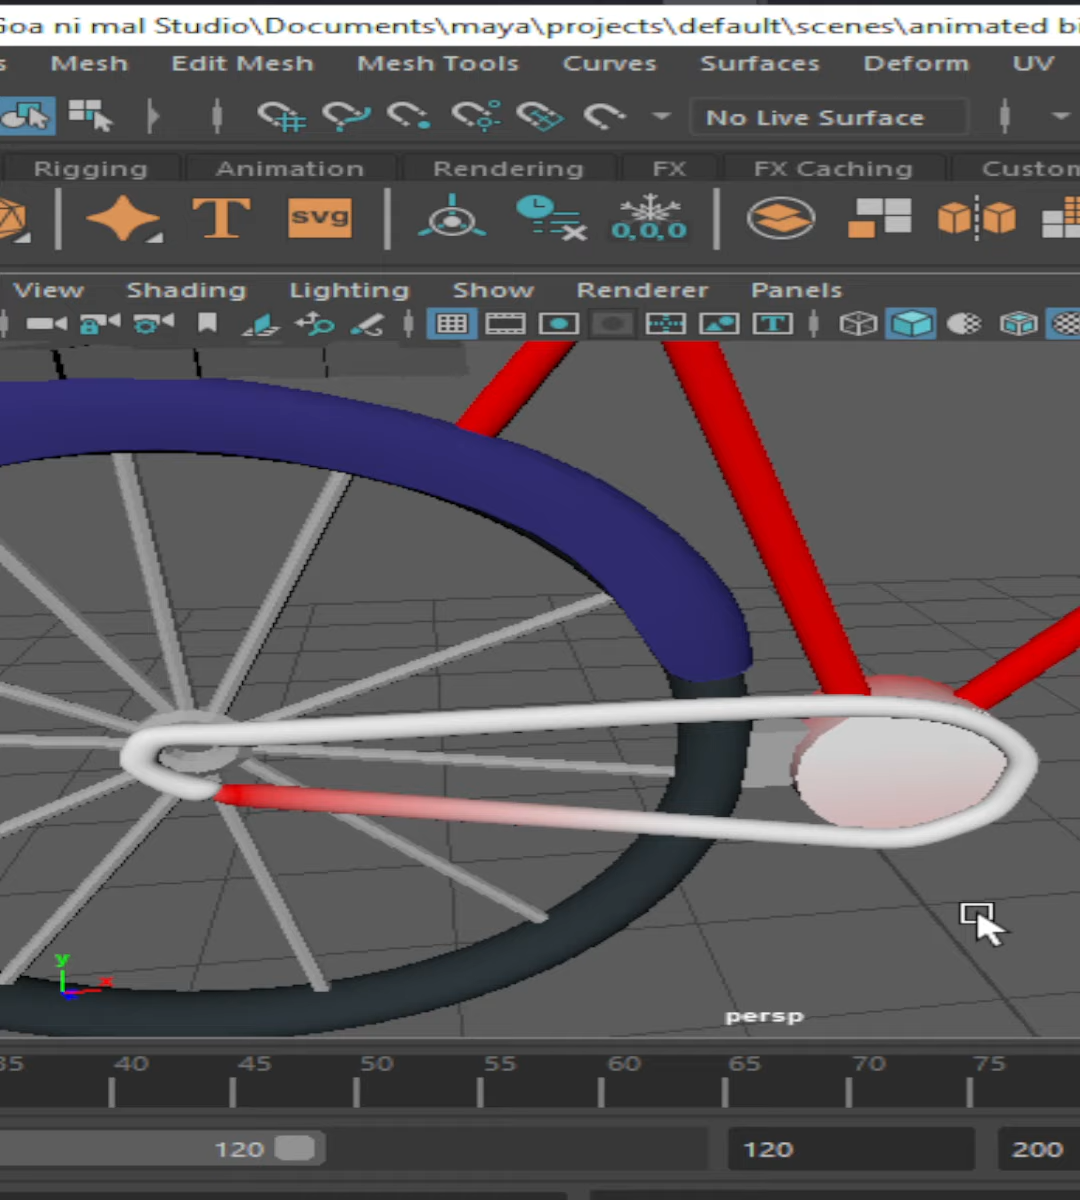 Goa ni mal Studio\Documents\maya\projects\default\scenes\animated bi
Mesh Edit Mesh Mesh Tools Curves Surfaces Deform UV
No Live Surface
Rigging Animation Rendering FX FX Caching Custom
T svg 0,0,0
View Shading Lighting Show Renderer Panels
T
y
x
persp
35 40 45 50 55 60 65 70 75
120 120 200